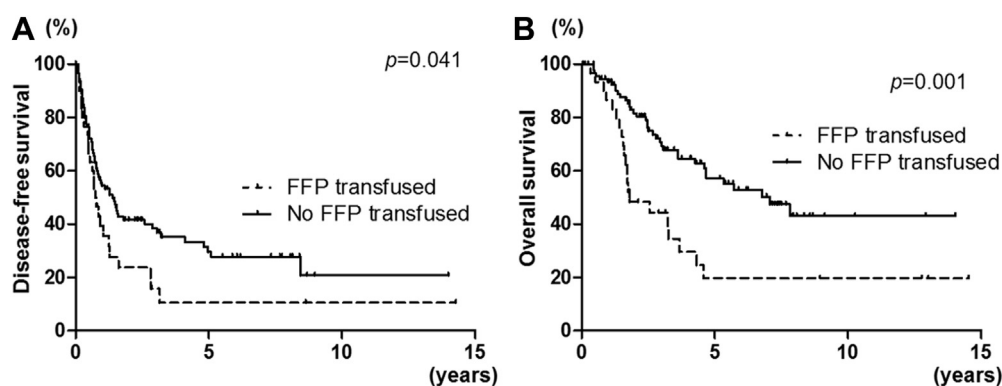 A (%)
p=0.041
Disease-free survival
100
80
60
40
20
0
FFP transfused
No FFP transfused
0 5 10 15
(years)
B (%)
p=0.001
Overall survival
100
80
60
40
20
0
FFP transfused
No FFP transfused
0 5 10 15
(years)